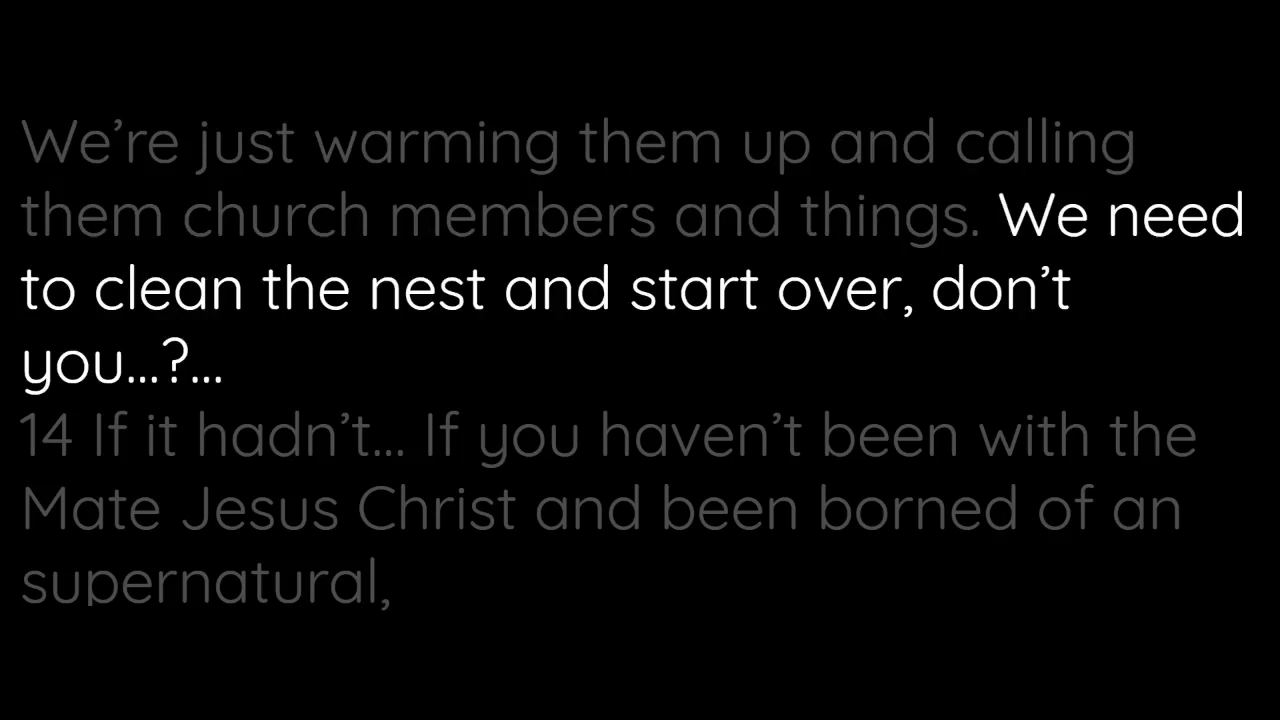 We’re just warming them up and calling
them church members and things. We need
to clean the nest and start over, don’t
you...?...
14 If it hadn’t... If you haven’t been with the
Mate Jesus Christ and been borned of an
supernatural,